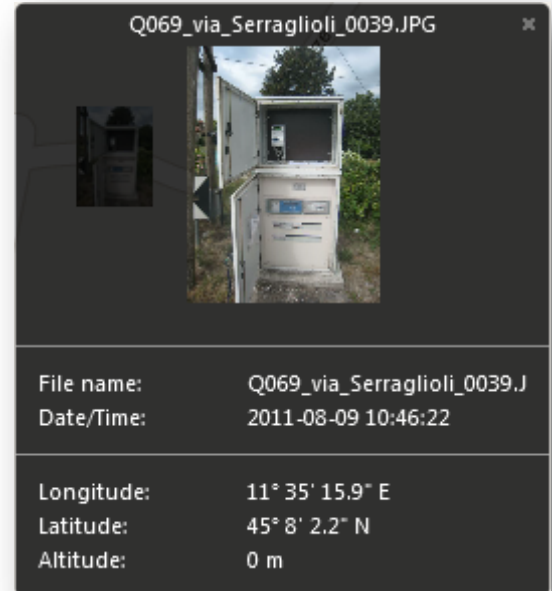 Q069_via_Serraglioli_0039.JPG
File name: Q069_via_Serraglioli_0039.J
Date/Time: 2011-08-09 10:46:22
Longitude: 11° 35' 15.9" E
Latitude: 45° 8' 2.2" N
Altitude: 0 m